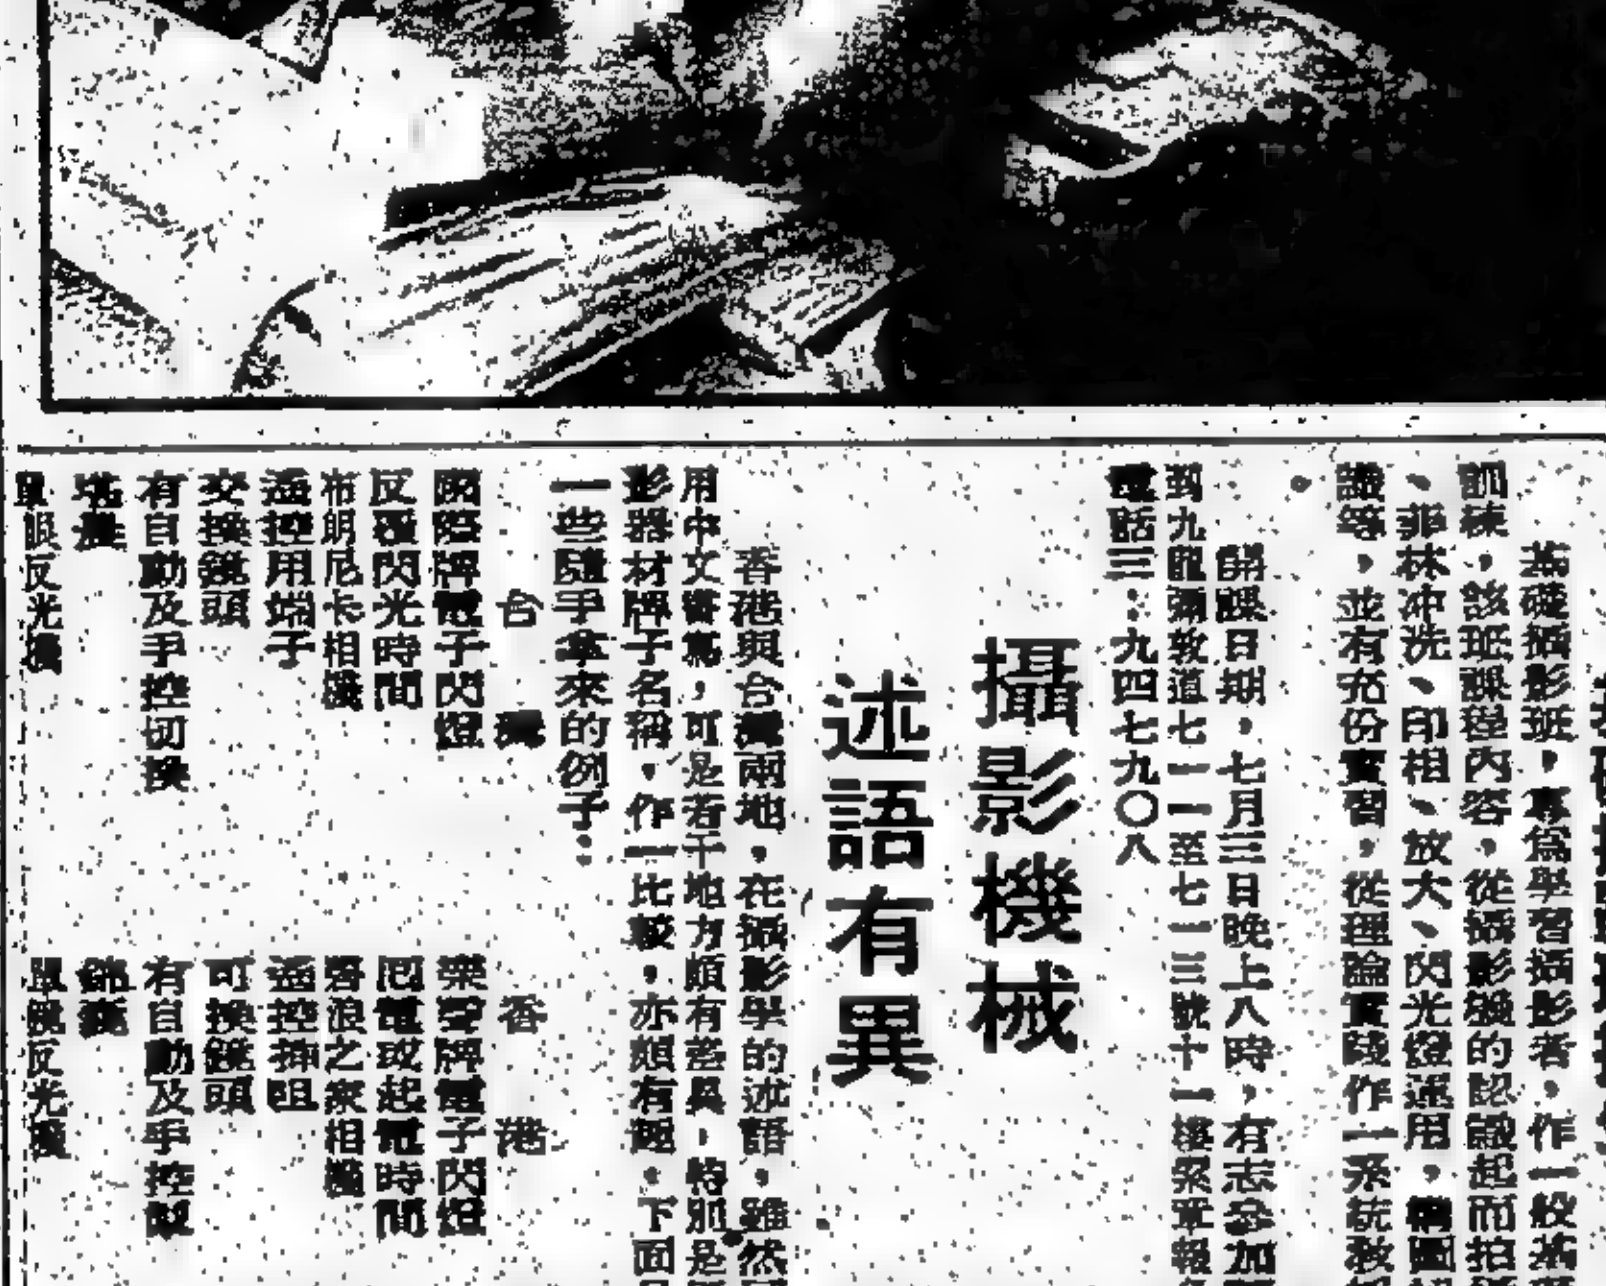 基礎攝影班，專為學習攝影者，作一般基
訓練，該班課程內容，從攝影機的認識起而拍
、菲林冲洗、印相、放大、閃光燈運用，構圖
識等，並有充份實習，從理論實踐作一系統教
。
開課日期，七月三日晚上八時，有志參加
到九龍彌敦道七一一至七一三號十一樓
電話三：九四七九〇八
攝影機械
述語有異
香港與台灣兩地，在攝影學的述語，雖然
用中文書寫，可是若干地方頗有差異，特別是
影器材牌子名稱，作一比較，亦頗有趣。下面
一些隨手拿來的例子：
台灣
香港
國際牌電子閃燈
樂聲牌電子閃燈
反覆閃光時間
回電或起電時間
布朗尼卡相機
碧浪之家相機
遙控用端子
遙控插咀
交換鏡頭
可換鏡頭
有自動及手控切換
有自動及手控掣
單眼反光機
單鏡反光機